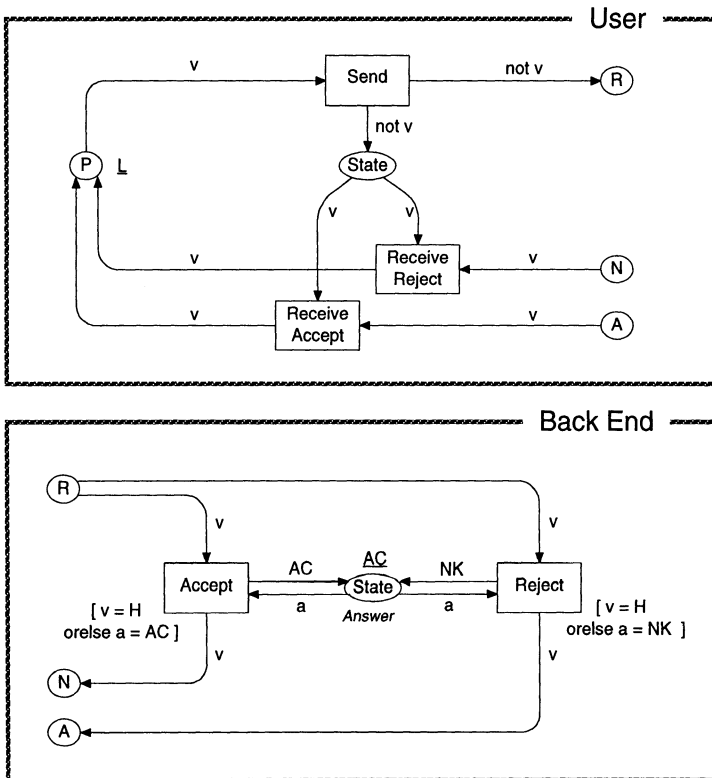 User
v
Send
not v
R
not v
P
L
State
v
v
v
Receive
Reject
v
N
v
Receive
Accept
v
A
Back End
R
v
v
AC
Accept
AC
State
NK
Reject
a
a
Answer
[ v = H
orelse a = AC ]
[ v = H
orelse a = NK ]
v
v
N
A